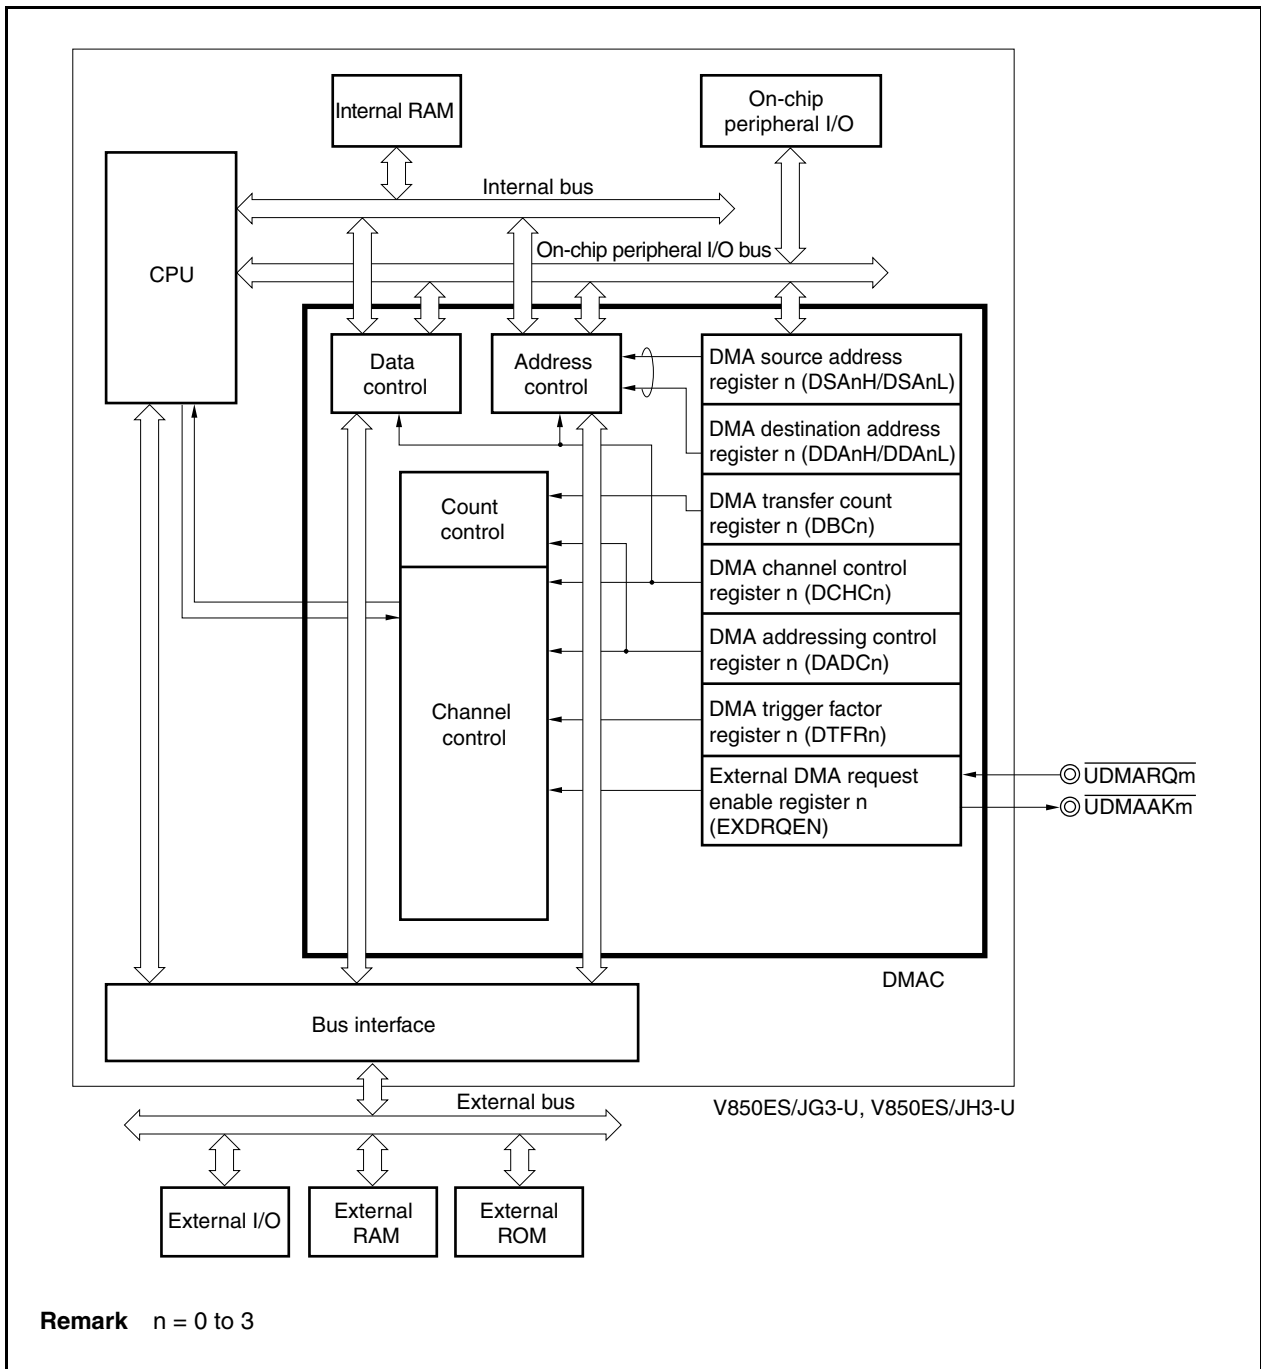 Internal RAM
On-chip
peripheral I/O
CPU
Internal bus
On-chip peripheral I/O bus
Data
control
Address
control
DMA source address
register n (DSAnH/DSAnL)
DMA destination address
register n (DDAnH/DDAnL)
Count
control
DMA transfer count
register n (DBCn)
DMA channel control
register n (DCHCn)
DMA addressing control
register n (DADCn)
Channel
control
DMA trigger factor
register n (DTFRn)
External DMA request
enable register n
(EXDRQEN)
UDMARQm
UDMAAKm
DMAC
Bus interface
External bus
V850ES/JG3-U, V850ES/JH3-U
External I/O
External
RAM
External
ROM
Remark n = 0 to 3